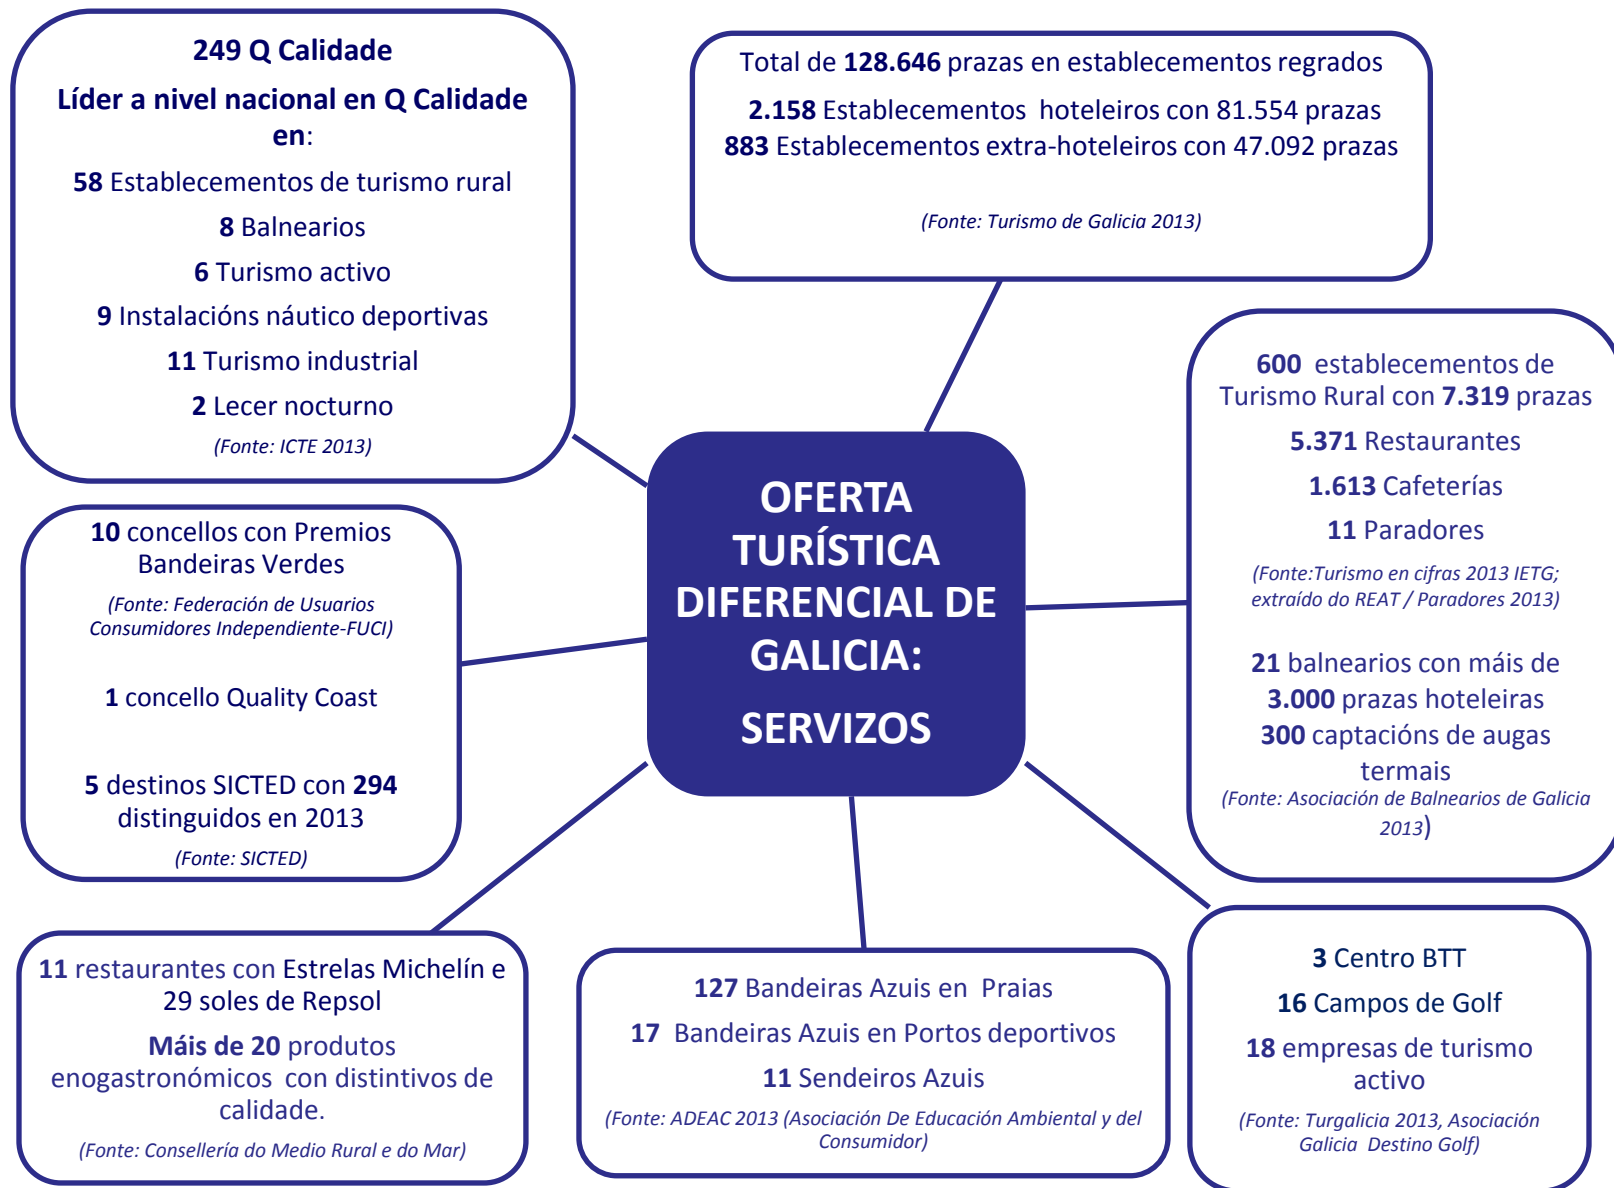 249 Q Calidade
Líder a nivel nacional en Q Calidade
en:
58 Establecementos de turismo rural
8 Balnearios
6 Turismo activo
9 Instalacións náutico deportivas
11 Turismo industrial
2 Lecer nocturno
(Fonte: ICTE 2013)
Total de 128.646 prazas en establecementos regrados
2.158 Establecementos hoteleiros con 81.554 prazas
883 Establecementos extra-hoteleiros con 47.092 prazas
(Fonte: Turismo de Galicia 2013)
OFERTA
TURÍSTICA
DIFERENCIAL DE
GALICIA:
SERVIZOS
600 establecementos de
Turismo Rural con 7.319 prazas
5.371 Restaurantes
1.613 Cafeterías
11 Paradores
(Fonte:Turismo en cifras 2013 IETG;
extraído do REAT / Paradores 2013)
21 balnearios con máis de
3.000 prazas hoteleiras
300 captacións de augas
termais
(Fonte: Asociación de Balnearios de Galicia
2013)
10 concellos con Premios
Bandeiras Verdes
(Fonte: Federación de Usuarios
Consumidores Independiente-FUCI)
1 concello Quality Coast
5 destinos SICTED con 294
distinguidos en 2013
(Fonte: SICTED)
11 restaurantes con Estrelas Michelín e
29 soles de Repsol
Máis de 20 produtos
enogastronómicos con distintivos de
calidade.
(Fonte: Consellería do Medio Rural e do Mar)
127 Bandeiras Azuis en Praias
17 Bandeiras Azuis en Portos deportivos
11 Sendeiros Azuis
(Fonte: ADEAC 2013 (Asociación De Educación Ambiental y del
Consumidor)
3 Centro BTT
16 Campos de Golf
18 empresas de turismo
activo
(Fonte: Turgalicia 2013, Asociación
Galicia Destino Golf)